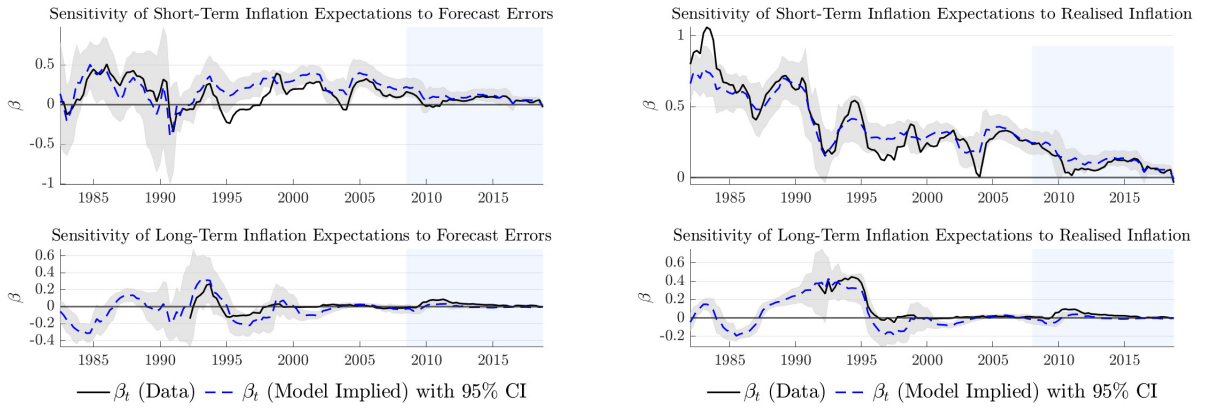 Sensitivity of Short-Term Inflation Expectations to Forecast Errors
0.5
0
-0.5
-1
β
1985 1990 1995 2000 2005 2010 2015
Sensitivity of Long-Term Inflation Expectations to Forecast Errors
0.6
0.4
0.2
0
-0.2
-0.4
β
1985 1990 1995 2000 2005 2010 2015
βt (Data) βt (Model Implied) with 95% CI
Sensitivity of Short-Term Inflation Expectations to Realised Inflation
1
0.5
0
β
1985 1990 1995 2000 2005 2010 2015
Sensitivity of Long-Term Inflation Expectations to Realised Inflation
0.6
0.4
0.2
0
-0.2
β
1985 1990 1995 2000 2005 2010 2015
βt (Data) βt (Model Implied) with 95% CI